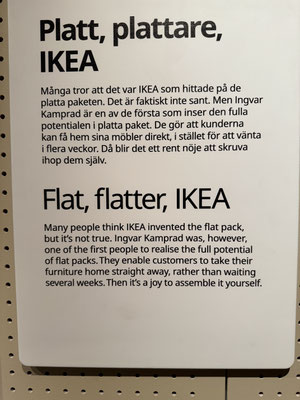 Platt, plattare,
IKEA
Många tror att det var IKEA som hittade på de
platta paketen. Det är faktiskt inte sant. Men Ingvar
Kamprad är en av de första som inser den fulla
potentialen i platta paket. De gör att kunderna
kan få hem sina möbler direkt, i stället för att vänta
i flera veckor. Då blir det ett rent nöje att skruva
ihop dem själv.
Flat, flatter, IKEA
Many people think IKEA invented the flat pack,
but it's not true. Ingvar Kamprad was, however,
one of the first people to realise the full potential
of flat packs. They enable customers to take their
furniture home straight away, rather than waiting
several weeks. Then it's a joy to assemble it yourself.